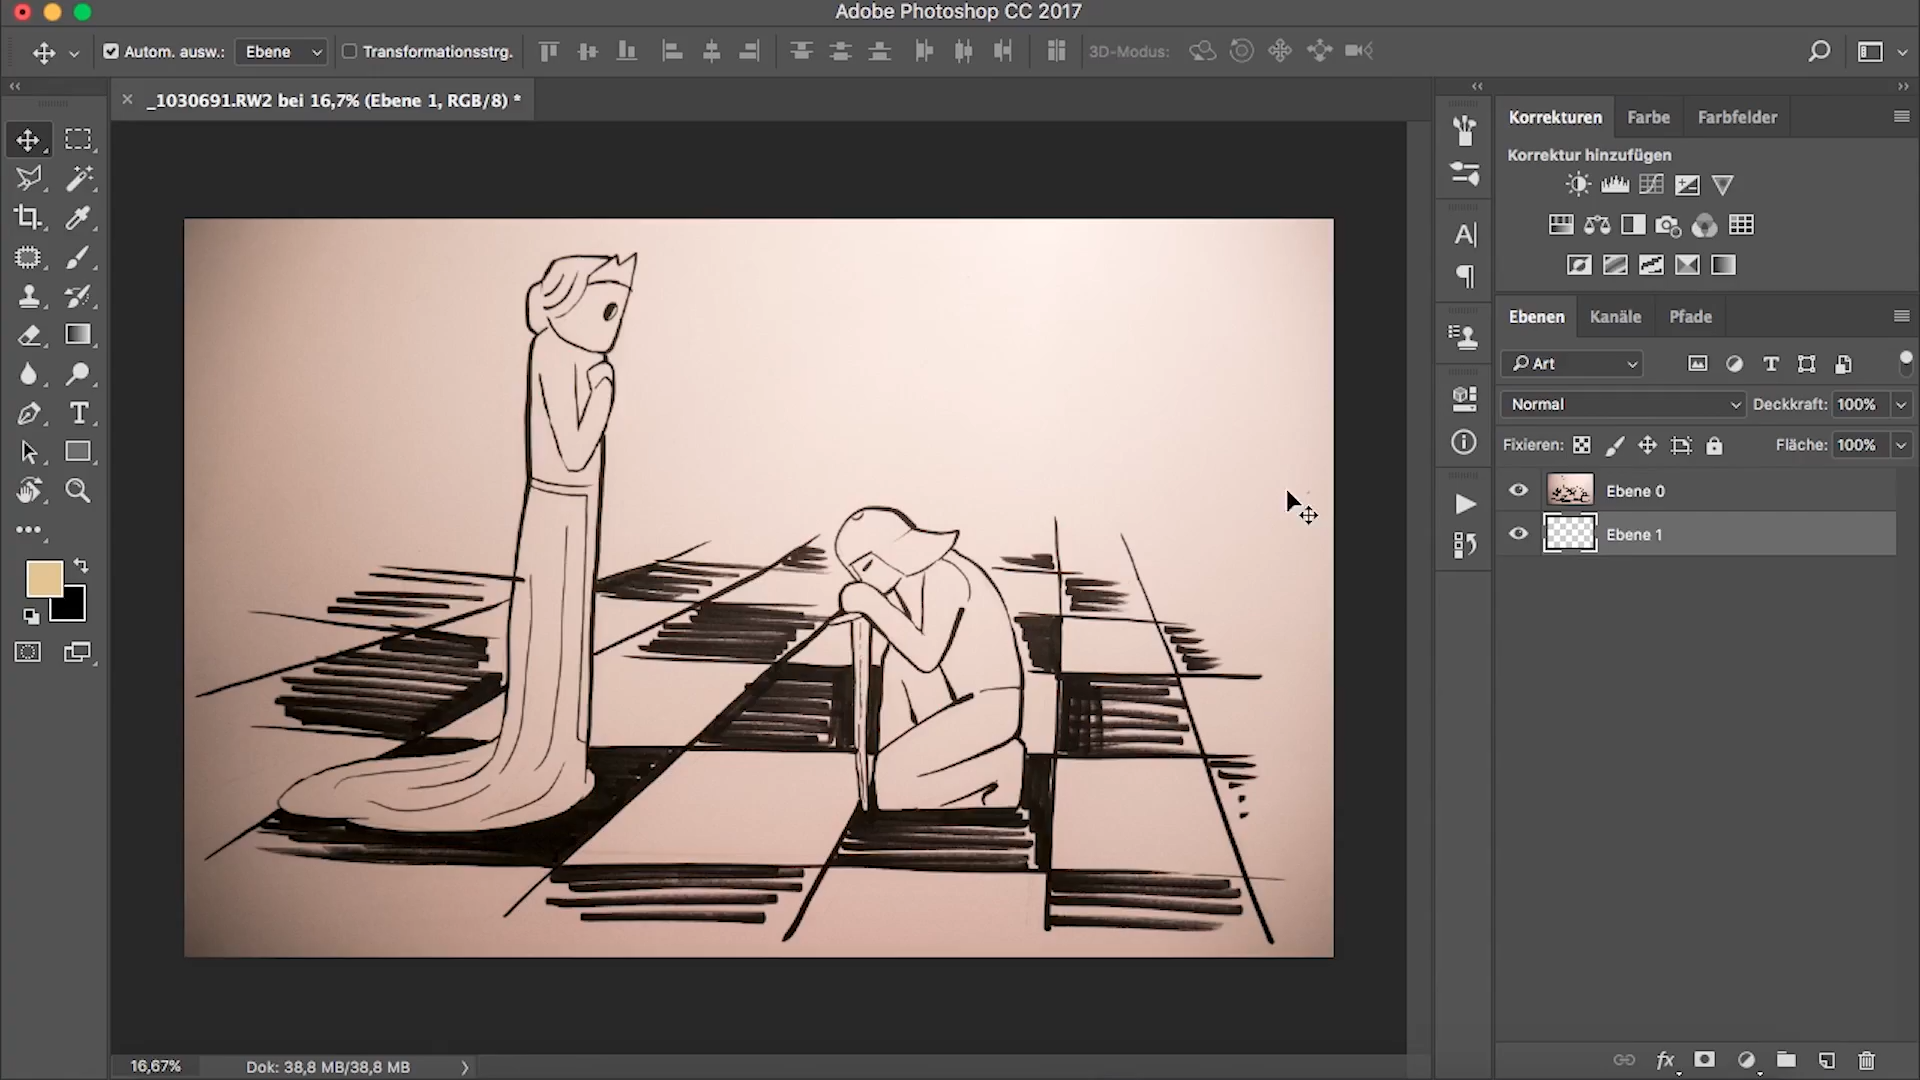 Adobe Photoshop CC 2017
Autom. ausw.: Ebene Transformationsstrg. 3D-Modus:
_1030691.RW2 bei 16,7% (Ebene 1, RGB/8) *
Korrekturen Farbe Farbfelder
Korrektur hinzufügen
Ebenen Kanäle Pfade
Art
Normal Deckkraft: 100%
Fixieren: Fläche: 100%
Ebene 0
Ebene 1
16,67% Dok: 38,8 MB/38,8 MB